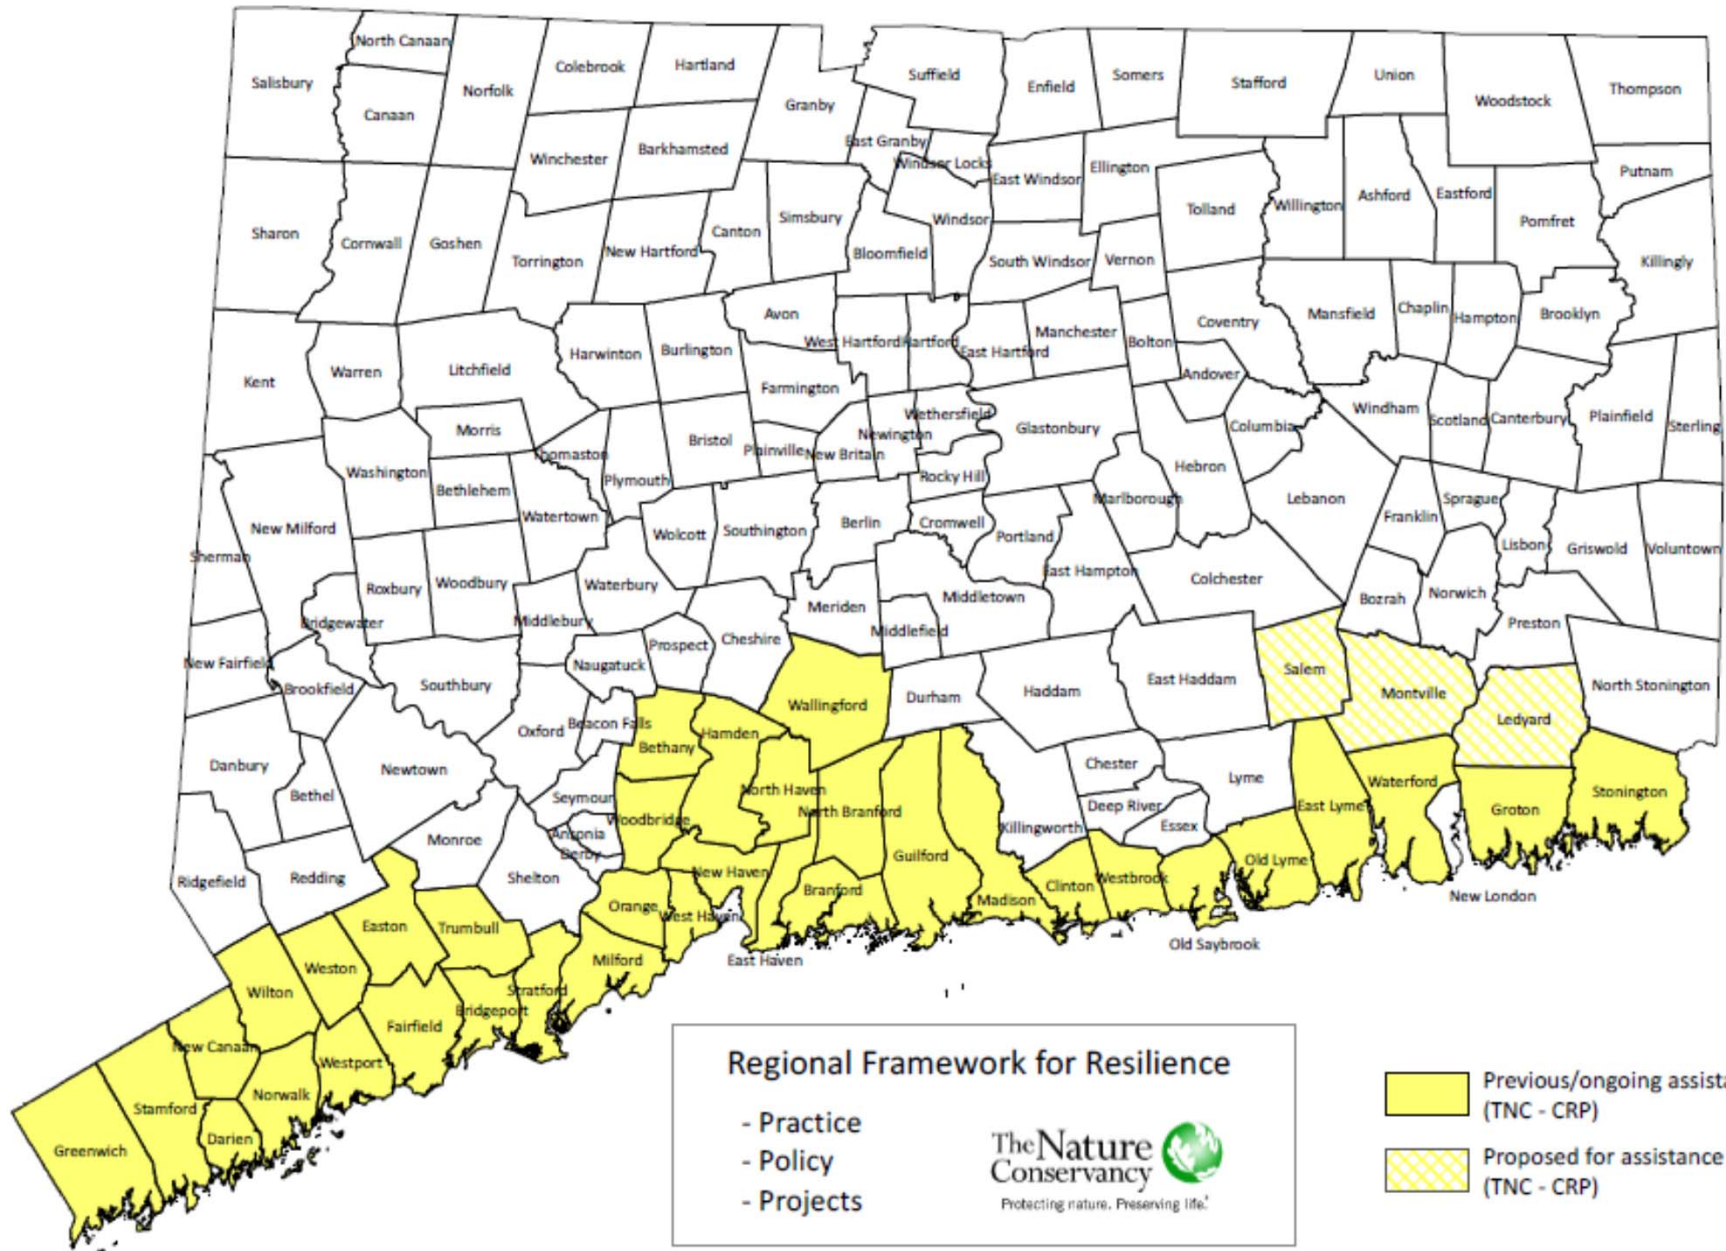 North Canaan
Salisbury
Canaan
Norfolk
Colebrook
Hartland
Granby
Suffield
Enfield
Somers
Stafford
Union
Woodstock
Thompson
Winchester
Barkhamsted
East Granby
Windsor Locks
East Windsor
Ellington
Tolland
Willington
Ashford
Eastford
Pomfret
Putnam
Sharon
Cornwall
Goshen
Torrington
New Hartford
Canton
Simsbury
Bloomfield
Windsor
South Windsor
Vernon
Killingly
Kent
Warren
Litchfield
Harwinton
Burlington
Avon
West Hartford
Hartford
East Hartford
Manchester
Bolton
Coventry
Mansfield
Chaplin
Hampton
Brooklyn
Andover
Farmington
Morris
Thomaston
Plymouth
Bristol
Plainville
New Britain
Newington
Wethersfield
Glastonbury
Columbia
Windham
Scotland
Canterbury
Plainfield
Sterling
Washington
Bethlehem
Watertown
Wolcott
Southington
Berlin
Rocky Hill
Cromwell
Portland
Marlborough
Hebron
Lebanon
Franklin
Sprague
Lisbon
Griswold
Voluntown
New Milford
Sherman
Roxbury
Woodbury
Waterbury
Middlebury
Meriden
Middletown
Middlefield
East Hampton
Colchester
Bozrah
Norwich
Preston
Bridgewater
New Fairfield
Brookfield
Southbury
Naugatuck
Prospect
Cheshire
Wallingford
Durham
Haddam
East Haddam
Salem
Montville
Ledyard
North Stonington
Danbury
Bethel
Newtown
Oxford
Beacon Falls
Bethany
Hamden
Seymour
Woodbridge
North Haven
North Branford
Ansonia
Derby
Chester
Deep River
Essex
Lyme
Killingworth
East Lyme
Waterford
Groton
Stonington
Ridgefield
Redding
Monroe
Shelton
New Haven
Branford
Guilford
Madison
Clinton
Westbrook
Old Lyme
New London
Old Saybrook
Easton
Trumbull
Orange
West Haven
East Haven
Milford
Weston
Wilton
Stratford
Bridgeport
Fairfield
New Canaan
Westport
Norwalk
Stamford
Darien
Greenwich
Regional Framework for Resilience
- Practice
- Policy
- Projects
The Nature
Conservancy
Protecting nature. Preserving life.
Previous/ongoing assista
(TNC - CRP)
Proposed for assistance
(TNC - CRP)